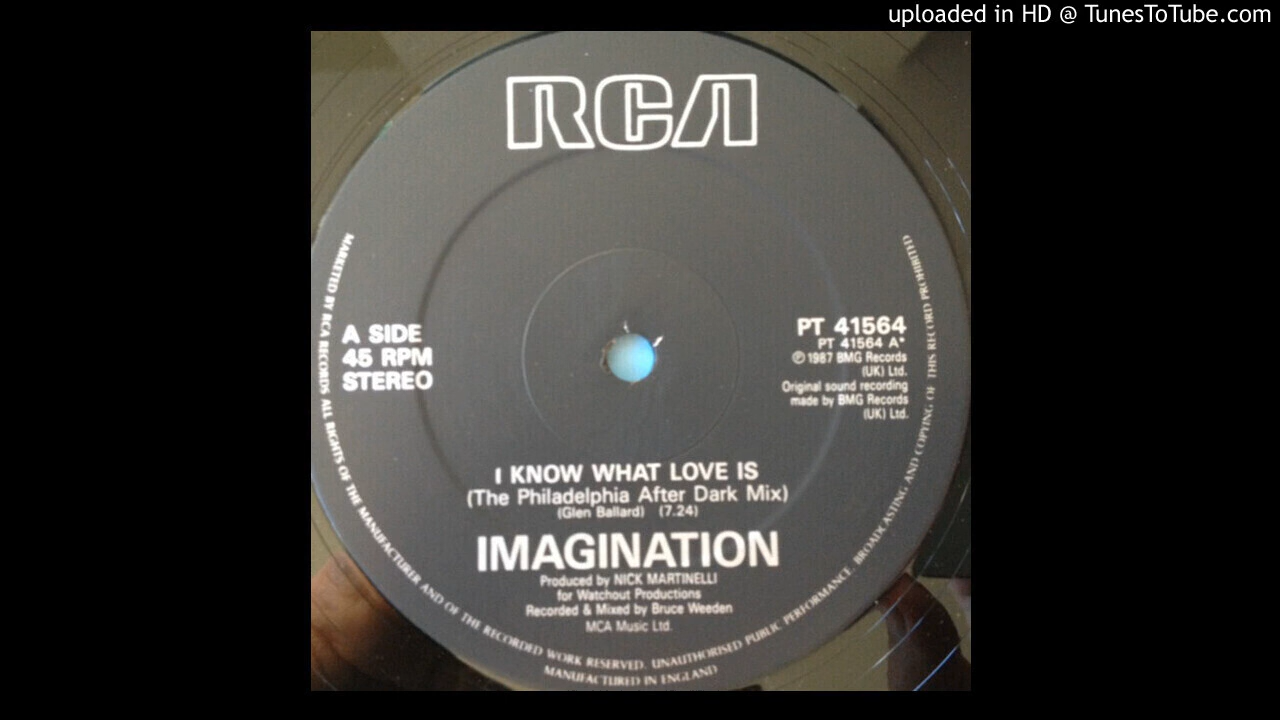 uploaded in HD @ TunesToTube.com
RCA
A SIDE
45 RPM
STEREO
PT 41564
PT 41564 A*
Ⓟ 1987 BMG Records
(UK) Ltd.
Original sound recording
made by BMG Records
(UK) Ltd.
I KNOW WHAT LOVE IS
(The Philadelphia After Dark Mix)
(Glen Ballard) (7.24)
IMAGINATION
Produced by NICK MARTINELLI
for Watchout Productions
Recorded & Mixed by Bruce Weeden
MCA Music Ltd.
MARKETED BY RCA RECORDS ALL RIGHTS OF THE MANUFACTURER AND OF THE RECORDED WORK RESERVED. UNAUTHORISED PUBLIC PERFORMANCE, BROADCASTING AND COPYING OF THIS RECORD PROHIBITED
MANUFACTURED IN ENGLAND